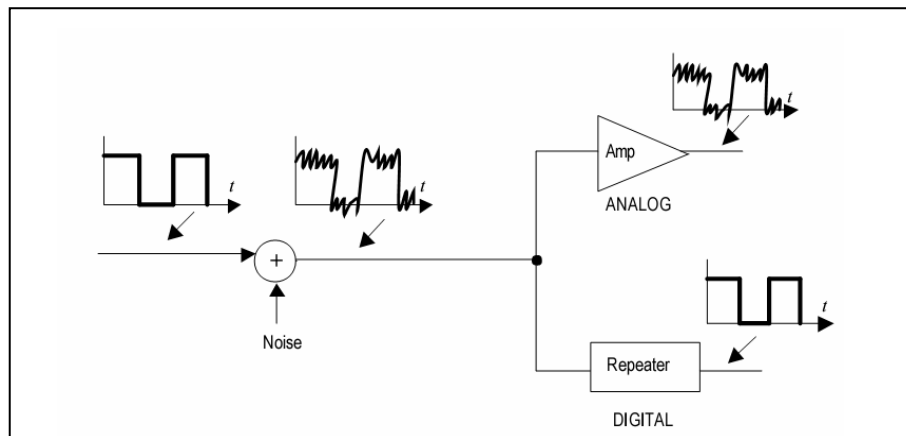 t
Amp
ANALOG
t
t
+
Noise
t
Repeater
DIGITAL